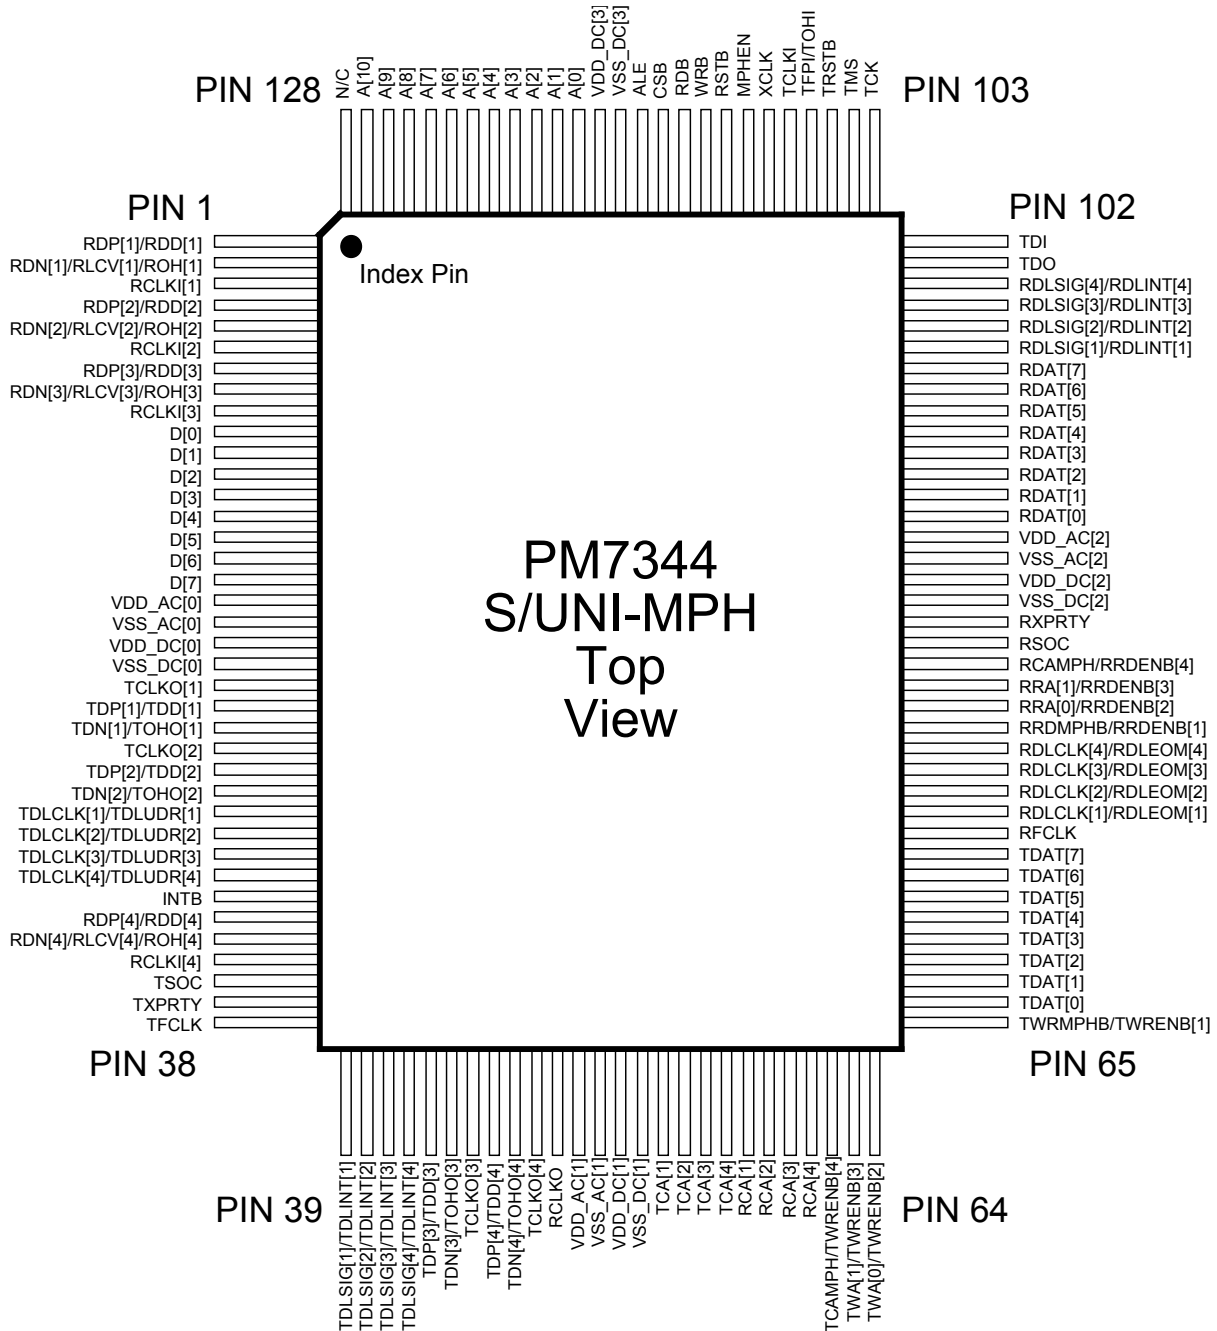 PIN 128
N/C
A[10]
A[9]
A[8]
A[7]
A[6]
A[5]
A[4]
A[3]
A[2]
A[1]
A[0]
VDD_DC[3]
VSS_DC[3]
ALE
CSB
RDB
WRB
RSTB
MPHEN
XCLK
TCLKI
TFPI/TOHI
TRSTB
TMS
TCK
PIN 103
PIN 1
RDP[1]/RDD[1]
RDN[1]/RLCV[1]/ROH[1]
RCLKI[1]
RDP[2]/RDD[2]
RDN[2]/RLCV[2]/ROH[2]
RCLKI[2]
RDP[3]/RDD[3]
RDN[3]/RLCV[3]/ROH[3]
RCLKI[3]
D[0]
D[1]
D[2]
D[3]
D[4]
D[5]
D[6]
D[7]
VDD_AC[0]
VSS_AC[0]
VDD_DC[0]
VSS_DC[0]
TCLKO[1]
TDP[1]/TDD[1]
TDN[1]/TOHO[1]
TCLKO[2]
TDP[2]/TDD[2]
TDN[2]/TOHO[2]
TDLCLK[1]/TDLUDR[1]
TDLCLK[2]/TDLUDR[2]
TDLCLK[3]/TDLUDR[3]
TDLCLK[4]/TDLUDR[4]
INTB
RDP[4]/RDD[4]
RDN[4]/RLCV[4]/ROH[4]
RCLKI[4]
TSOC
TXPRTY
TFCLK
PIN 38
Index Pin
PM7344
S/UNI-MPH
Top
View
PIN 102
TDI
TDO
RDLSIG[4]/RDLINT[4]
RDLSIG[3]/RDLINT[3]
RDLSIG[2]/RDLINT[2]
RDLSIG[1]/RDLINT[1]
RDAT[7]
RDAT[6]
RDAT[5]
RDAT[4]
RDAT[3]
RDAT[2]
RDAT[1]
RDAT[0]
VDD_AC[2]
VSS_AC[2]
VDD_DC[2]
VSS_DC[2]
RXPRTY
RSOC
RCAMPH/RRDENB[4]
RRA[1]/RRDENB[3]
RRA[0]/RRDENB[2]
RRDMPHB/RRDENB[1]
RDLCLK[4]/RDLEOM[4]
RDLCLK[3]/RDLEOM[3]
RDLCLK[2]/RDLEOM[2]
RDLCLK[1]/RDLEOM[1]
RFCLK
TDAT[7]
TDAT[6]
TDAT[5]
TDAT[4]
TDAT[3]
TDAT[2]
TDAT[1]
TDAT[0]
TWRMPHB/TWRENB[1]
PIN 65
PIN 39
TDLSIG[1]/TDLINT[1]
TDLSIG[2]/TDLINT[2]
TDLSIG[3]/TDLINT[3]
TDLSIG[4]/TDLINT[4]
TDP[3]/TDD[3]
TDN[3]/TOHO[3]
TCLKO[3]
TDP[4]/TDD[4]
TDN[4]/TOHO[4]
TCLKO[4]
RCLKO
VDD_AC[1]
VSS_AC[1]
VDD_DC[1]
VSS_DC[1]
TCA[1]
TCA[2]
TCA[3]
TCA[4]
RCA[1]
RCA[2]
RCA[3]
RCA[4]
TCAMPH/TWRENB[4]
TWA[1]/TWRENB[3]
TWA[0]/TWRENB[2]
PIN 64